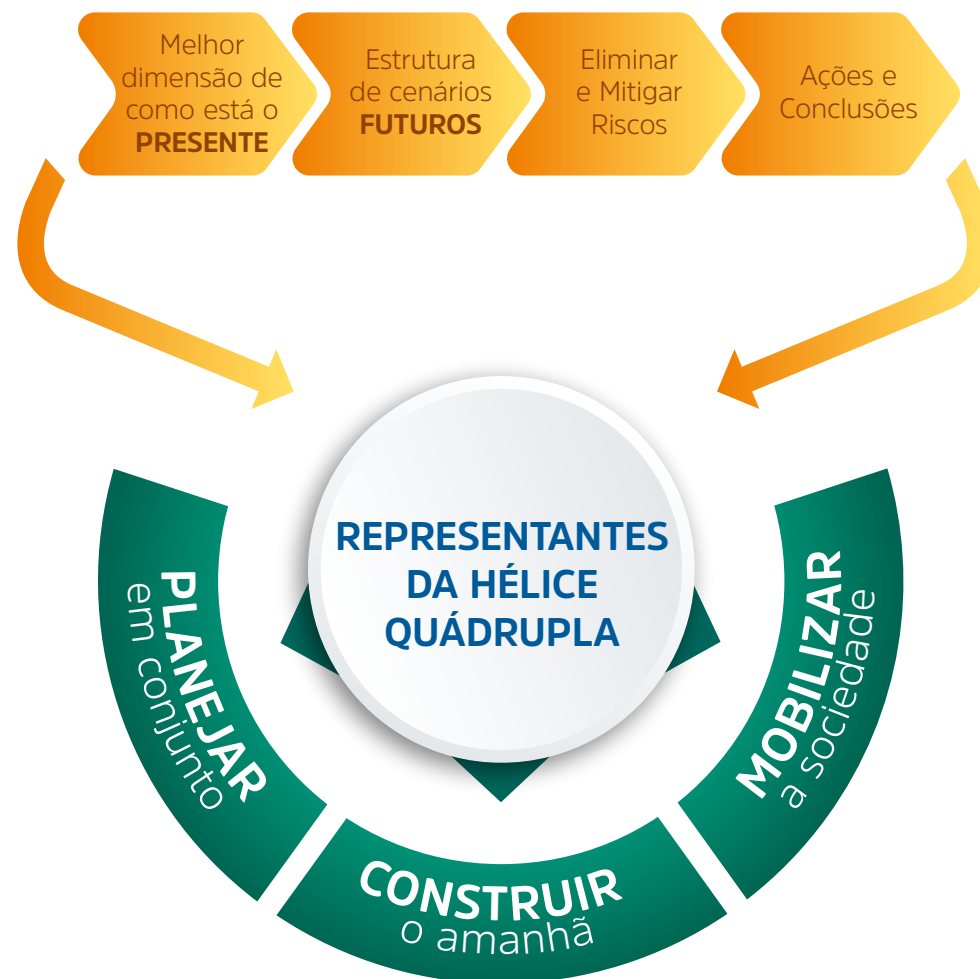 Melhor
dimensão de
como está o
PRESENTE
Estrutura
de cenários
FUTUROS
Eliminar
e Mitigar
Riscos
Ações e
Conclusões
REPRESENTANTES
DA HÉLICE
QUÁDRUPLA
PLANEJAR
em conjunto
CONSTRUIR
o amanhã
MOBILIZAR
a sociedade